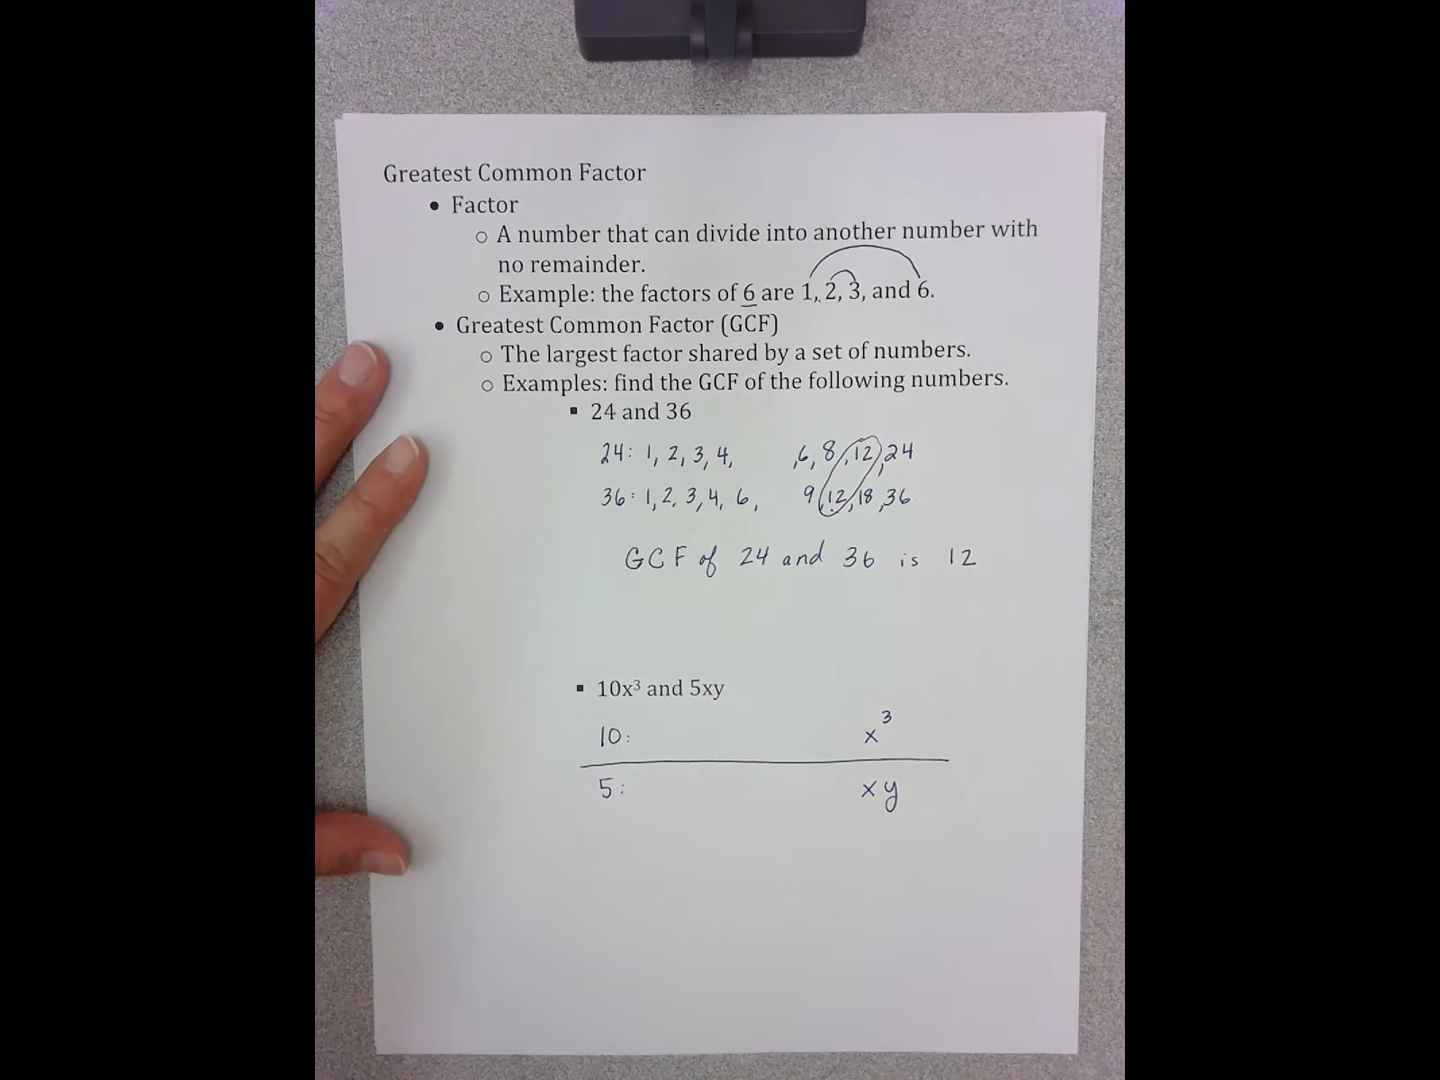 Greatest Common Factor
• Factor
○ A number that can divide into another number with
no remainder.
○ Example: the factors of 6 are 1, 2, 3, and 6.
• Greatest Common Factor (GCF)
○ The largest factor shared by a set of numbers.
○ Examples: find the GCF of the following numbers.
▪ 24 and 36
24: 1, 2, 3, 4, ,6, 8, 12, 24
36: 1, 2, 3, 4, 6, 9, 12, 18, 36
GCF of 24 and 36 is 12
▪ 10x³ and 5xy
10: x³
5: xy